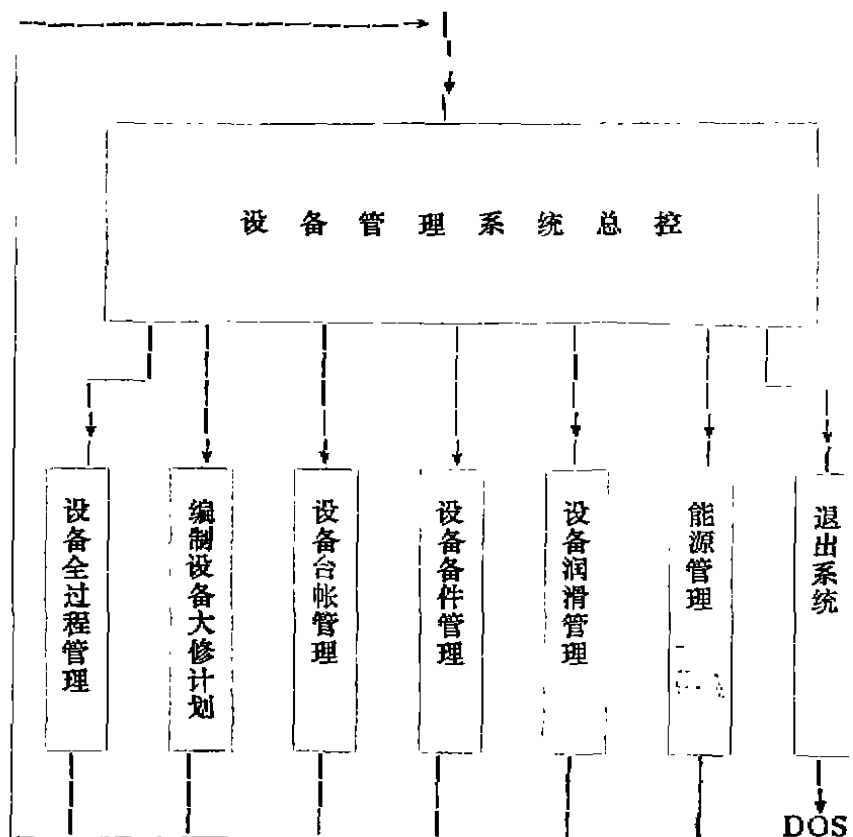 设备管理系统总控
设备全过程管理
编制设备大修计划
设备台帐管理
设备备件管理
设备润滑管理
能源管理
退出系统
DOS